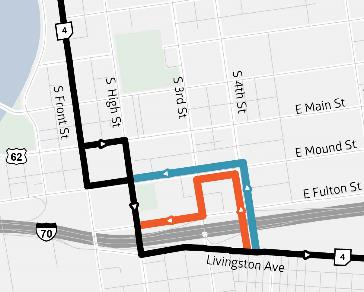 4
S Front St
S High St
S 3rd St
S 4th St
E Main St
62
E Mound St
E Fulton St
70
Livingston Ave
4